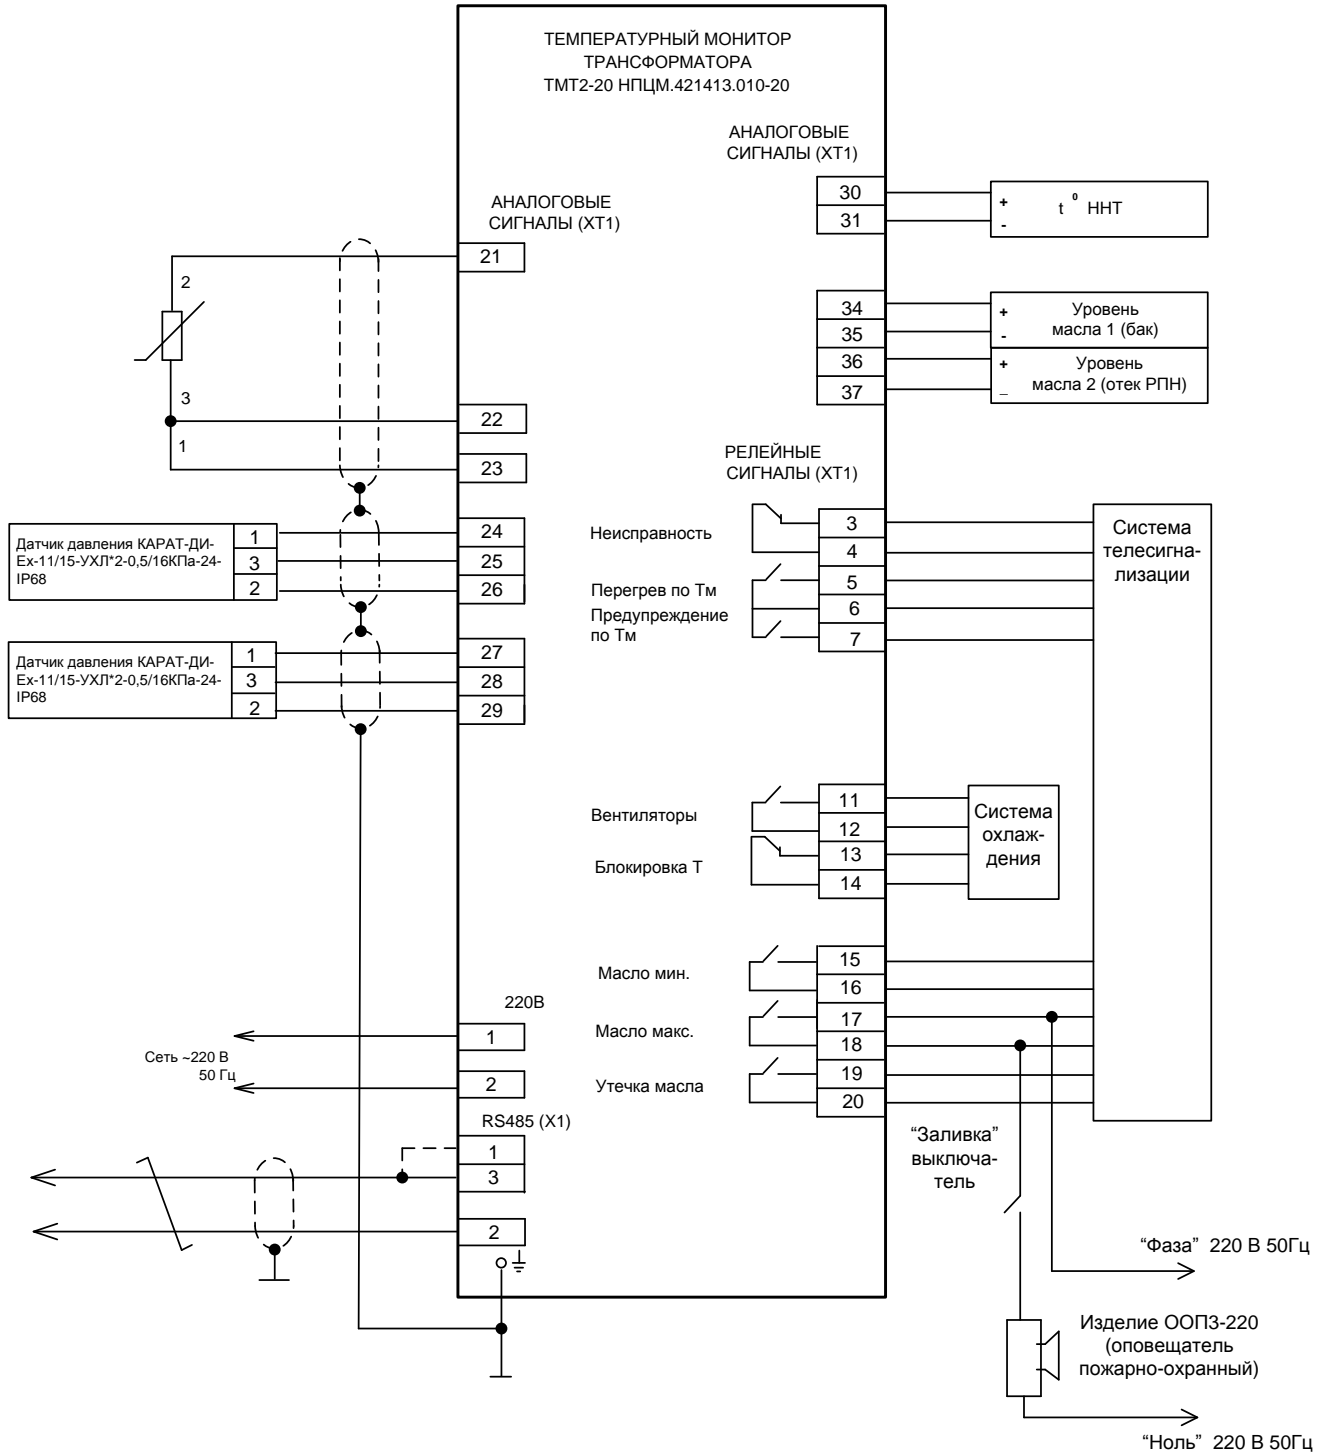 ТЕМПЕРАТУРНЫЙ МОНИТОР
ТРАНСФОРМАТОРА
ТМТ2-20 НПЦМ.421413.010-20
АНАЛОГОВЫЕ
СИГНАЛЫ (XT1)
30
31
+
-
t 0 ННТ
АНАЛОГОВЫЕ
СИГНАЛЫ (XT1)
21
2
3
1
22
23
34
35
36
37
+
-
Уровень
масла 1 (бак)
+
_
Уровень
масла 2 (отек РПН)
РЕЛЕЙНЫЕ
СИГНАЛЫ (XT1)
Датчик давления КАРАТ-ДИ-
Ex-11/15-УХЛ*2-0,5/16КПа-24-
IP68
1
3
2
24
25
26
Датчик давления КАРАТ-ДИ-
Ex-11/15-УХЛ*2-0,5/16КПа-24-
IP68
1
3
2
27
28
29
Неисправность
Перегрев по Тм
Предупреждение
по Тм
3
4
5
6
7
Система
телесигна-
лизации
Вентиляторы
Блокировка Т
11
12
13
14
Система
охлаж-
дения
Масло мин.
Масло макс.
Утечка масла
15
16
17
18
19
20
220В
1
Сеть ~220 В
50 Гц
2
RS485 (X1)
1
3
2
“Заливка”
выключа-
тель
“Фаза” 220 В 50Гц
Изделие ООПЗ-220
(оповещатель
пожарно-охранный)
“Ноль” 220 В 50Гц